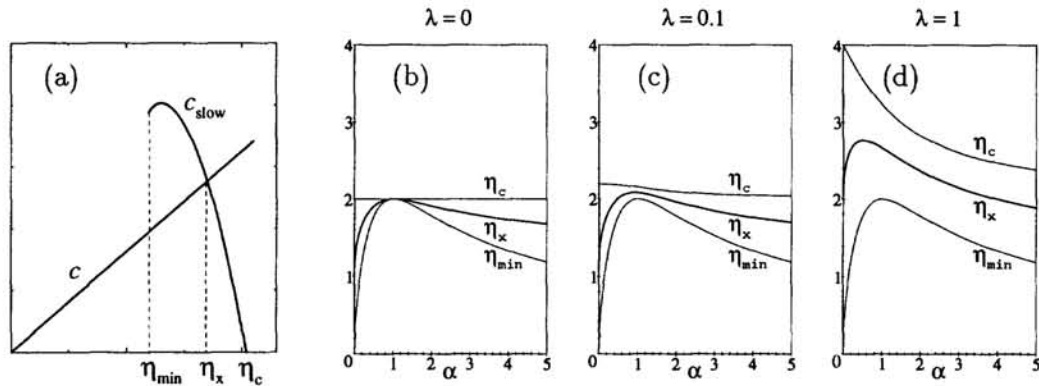 λ = 0
λ = 0.1
λ = 1
(a)
c_slow
c
η_min η_x η_c
(b)
4
3
2
1
0
η_c
η_x
η_min
0 1 2 3 4 5
α
(c)
4
3
2
1
0
η_c
η_x
η_min
0 1 2 3 4 5
α
(d)
4
3
2
1
0
η_c
η_x
η_min
0 1 2 3 4 5
α